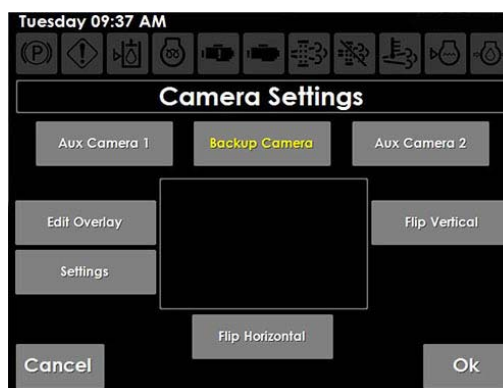 Tuesday 09:37 AM
(P)
Camera Settings
Aux Camera 1
Backup Camera
Aux Camera 2
Edit Overlay
Flip Vertical
Settings
Flip Horizontal
Cancel
Ok